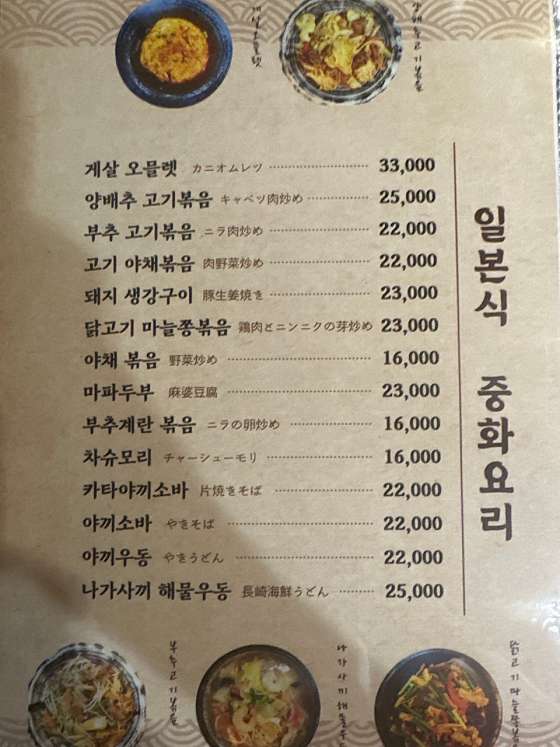 게살오믈렛
양배추고기볶음
게살 오믈렛 カニオムレツ 33,000
양배추 고기볶음 キャベツ肉炒め 25,000
부추 고기볶음 ニラ肉炒め 22,000
고기 야채볶음 肉野菜炒め 22,000
돼지 생강구이 豚生姜焼き 23,000
닭고기 마늘쫑볶음 鶏肉とニンニクの芽炒め 23,000
야채 볶음 野菜炒め 16,000
마파두부 麻婆豆腐 23,000
부추계란 볶음 ニラの卵炒め 16,000
차슈모리 チャーシューモリ 16,000
카타야끼소바 片焼きそば 22,000
야끼소바 やきそば 22,000
야끼우동 やきうどん 22,000
나가사끼 해물우동 長崎海鮮うどん 25,000
일본식 중화요리
부추고기볶음
나가사끼해물우
닭고기마늘쫑볶